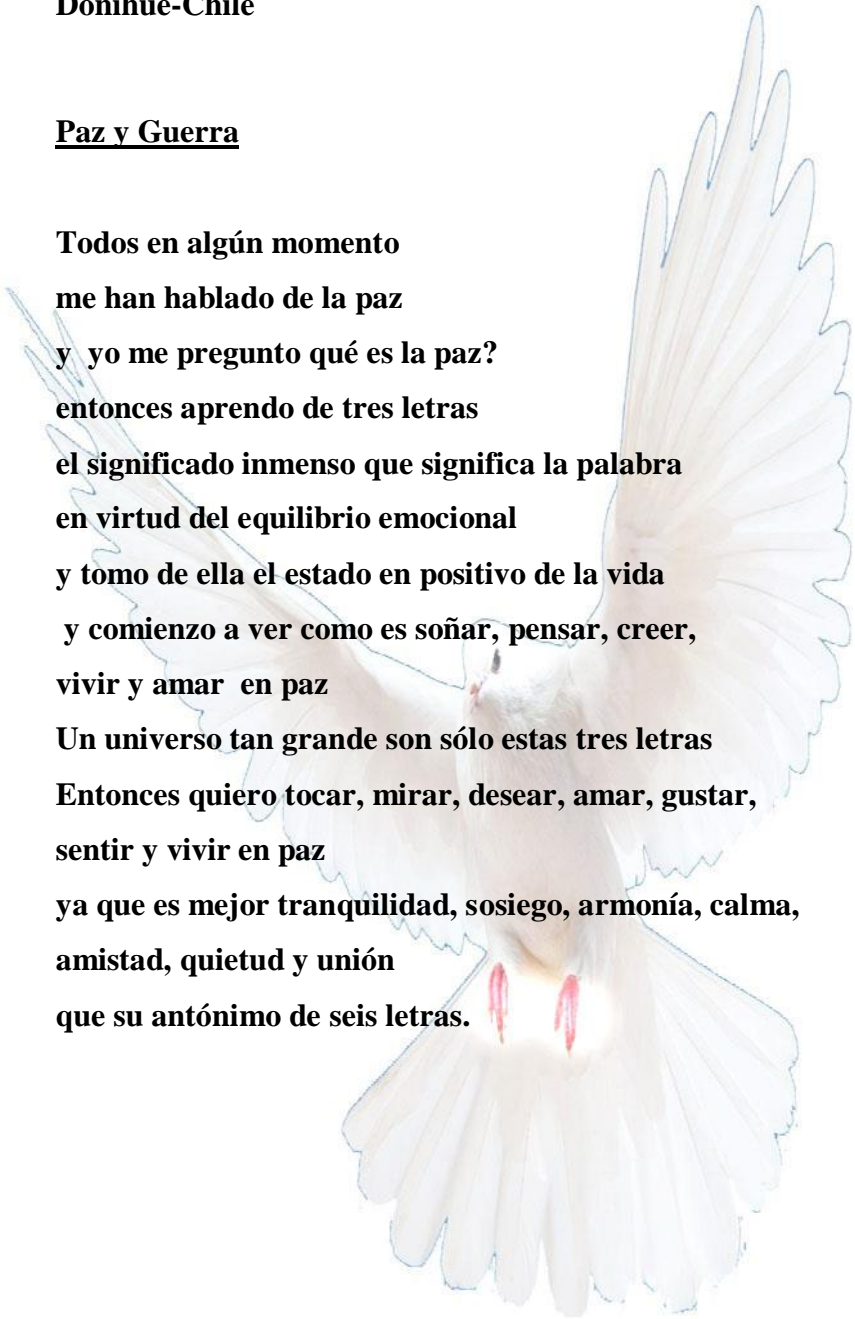 Doñihue-Chile
Paz y Guerra
Todos en algún momento
me han hablado de la paz
y  yo me pregunto qué es la paz?
entonces aprendo de tres letras
el significado inmenso que significa la palabra
en virtud del equilibrio emocional
y tomo de ella el estado en positivo de la vida
y comienzo a ver como es soñar, pensar, creer,
vivir y amar  en paz
Un universo tan grande son sólo estas tres letras
Entonces quiero tocar, mirar, desear, amar, gustar,
sentir y vivir en paz
ya que es mejor tranquilidad, sosiego, armonía, calma,
amistad, quietud y unión
que su antónimo de seis letras.